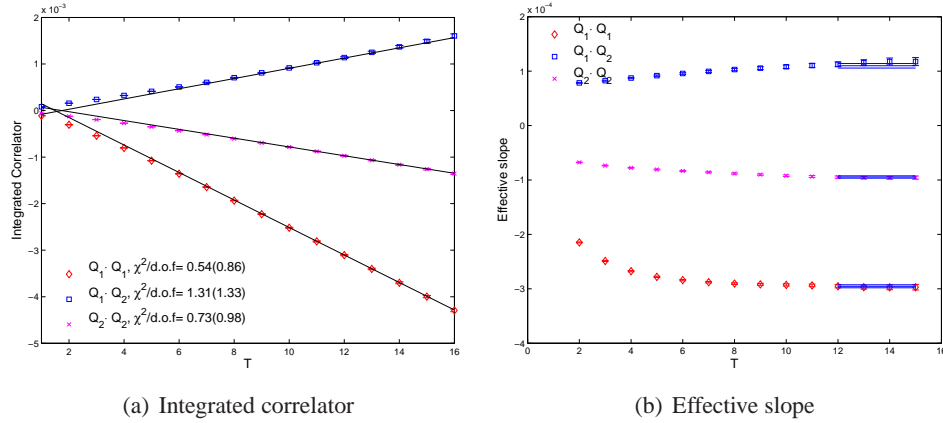 x 10⁻³
2
1
0
−1
−2
−3
−4
−5
Integrated Correlator
Q₁· Q₁, χ²/d.o.f= 0.54(0.86)
Q₁· Q₂, χ²/d.o.f= 1.31(1.33)
Q₂· Q₂, χ²/d.o.f= 0.73(0.98)
2 4 6 8 10 12 14 16
T
(a) Integrated correlator
x 10⁻⁴
2
1
0
−1
−2
−3
−4
Effective slope
Q₁· Q₁
Q₁· Q₂
Q₂· Q₂
0 2 4 6 8 10 12 14 16
T
(b) Effective slope